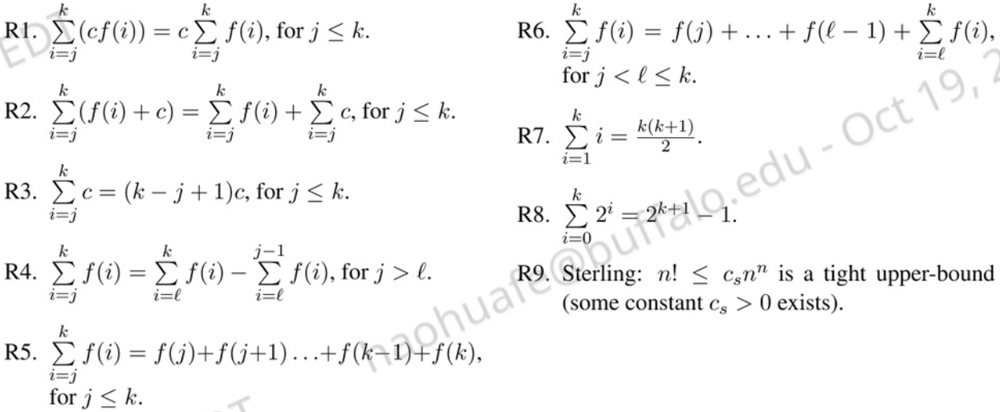 R1. $\sum_{i=j}^{k} (cf(i)) = c \sum_{i=j}^{k} f(i)$, for $j \leq k$.
R2. $\sum_{i=j}^{k} (f(i) + c) = \sum_{i=j}^{k} f(i) + \sum_{i=j}^{k} c$, for $j \leq k$.
R3. $\sum_{i=j}^{k} c = (k - j + 1)c$, for $j \leq k$.
R4. $\sum_{i=j}^{k} f(i) = \sum_{i=\ell}^{k} f(i) - \sum_{i=\ell}^{j-1} f(i)$, for $j > \ell$.
R5. $\sum_{i=j}^{k} f(i) = f(j)+f(j+1) \ldots + f(k-1)+f(k)$,
for $j \leq k$.
R6. $\sum_{i=j}^{k} f(i) = f(j) + \ldots + f(\ell - 1) + \sum_{i=\ell}^{k} f(i)$,
for $j < \ell \leq k$.
R7. $\sum_{i=1}^{k} i = \frac{k(k+1)}{2}$.
R8. $\sum_{i=0}^{k} 2^i = 2^{k+1} - 1$.
R9. Sterling: $n! \leq c_s n^n$ is a tight upper-bound
(some constant $c_s > 0$ exists).
EDT
haohuafe@buffalo.edu - Oct 19, 2